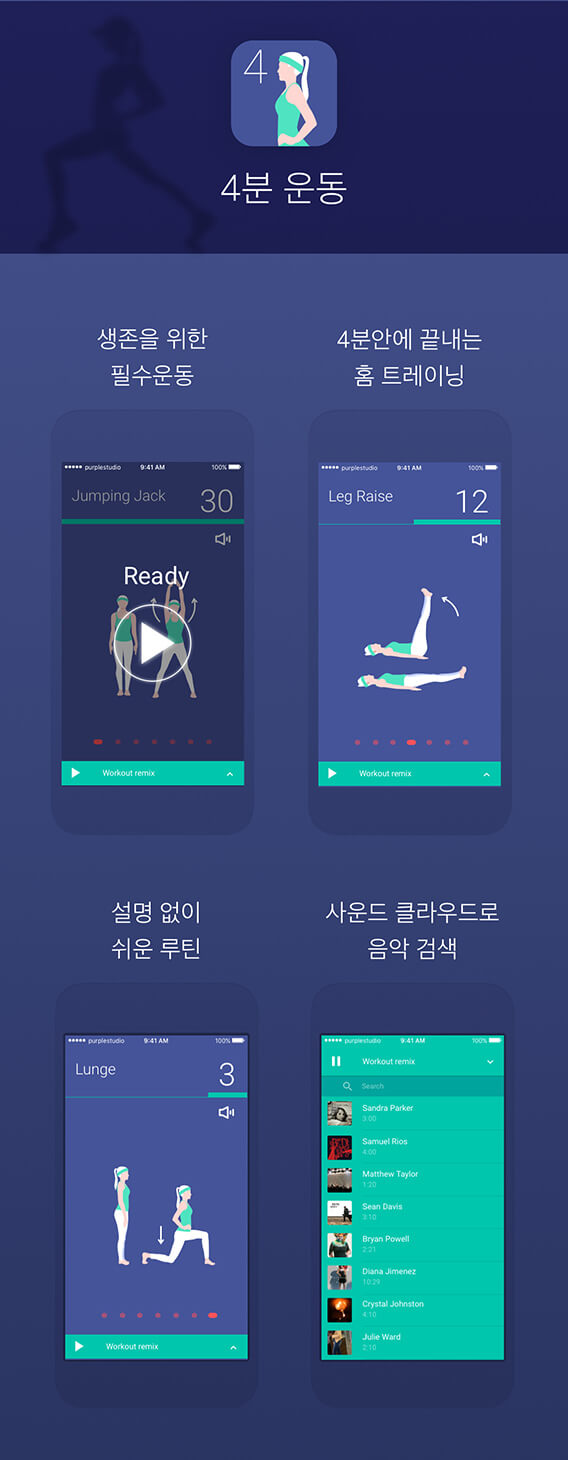 4
4분 운동
생존을 위한
필수운동
purplestudio 9:41 AM 100%
Jumping Jack 30
Ready
Workout remix
4분안에 끝내는
홈 트레이닝
purplestudio 9:41 AM 100%
Leg Raise 12
Workout remix
설명 없이
쉬운 루틴
purplestudio 9:41 AM 100%
Lunge 3
Workout remix
사운드 클라우드로
음악 검색
purplestudio 9:41 AM 100%
Workout remix
Search
Sandra Parker
3:00
Samuel Rios
4:00
Matthew Taylor
1:20
Sean Davis
3:10
Bryan Powell
2:21
Diana Jimenez
10:29
Crystal Johnston
4:10
Julie Ward
2:10